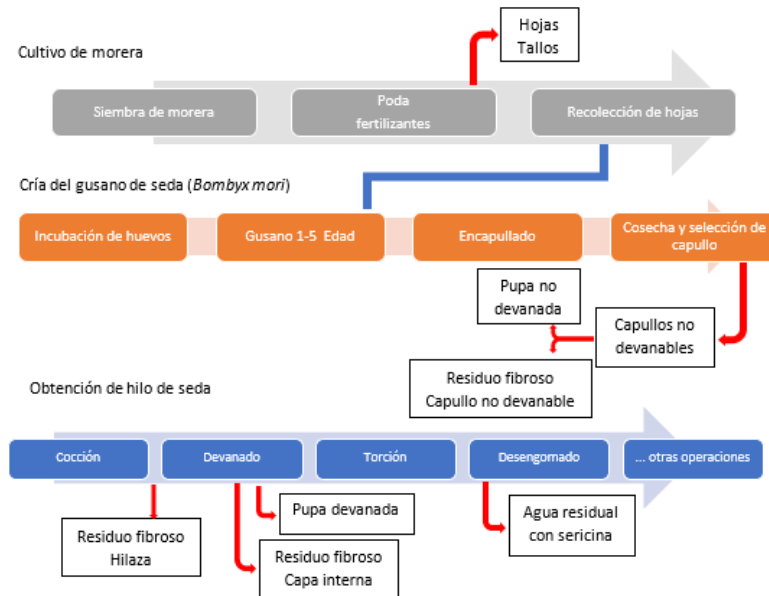 Hojas
Tallos
Cultivo de morera
Siembra de morera
Poda
fertilizantes
Recolección de hojas
Cría del gusano de seda (Bombyx mori)
Incubación de huevos
Gusano 1-5 Edad
Encapullado
Cosecha y selección de
capullo
Pupa no
devanada
Capullos no
devanables
Residuo fibroso
Capullo no devanable
Obtención de hilo de seda
Cocción
Devanado
Torción
Desengomado
... otras operaciones
Pupa devanada
Agua residual
con sericina
Residuo fibroso
Hilaza
Residuo fibroso
Capa interna